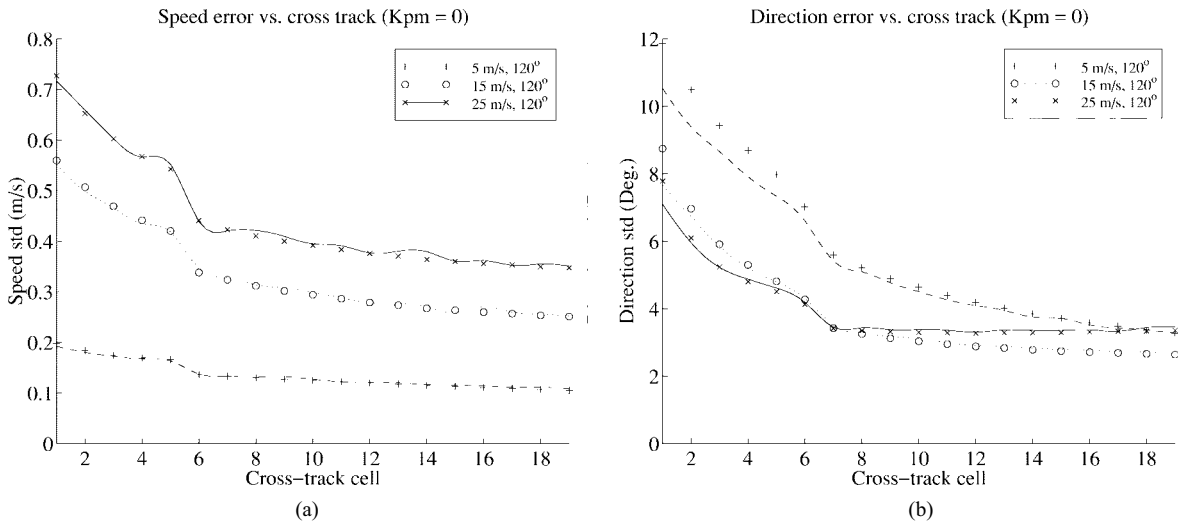 Speed error vs. cross track (Kpm = 0)
0.8
0.7
0.6
0.5
0.4
0.3
0.2
0.1
0
Speed std (m/s)
5 m/s, 120°
15 m/s, 120°
25 m/s, 120°
2 4 6 8 10 12 14 16 18
Cross−track cell
(a)
Direction error vs. cross track (Kpm = 0)
12
10
8
6
4
2
0
Direction std (Deg.)
5 m/s, 120°
15 m/s, 120°
25 m/s, 120°
2 4 6 8 10 12 14 16 18
Cross−track cell
(b)